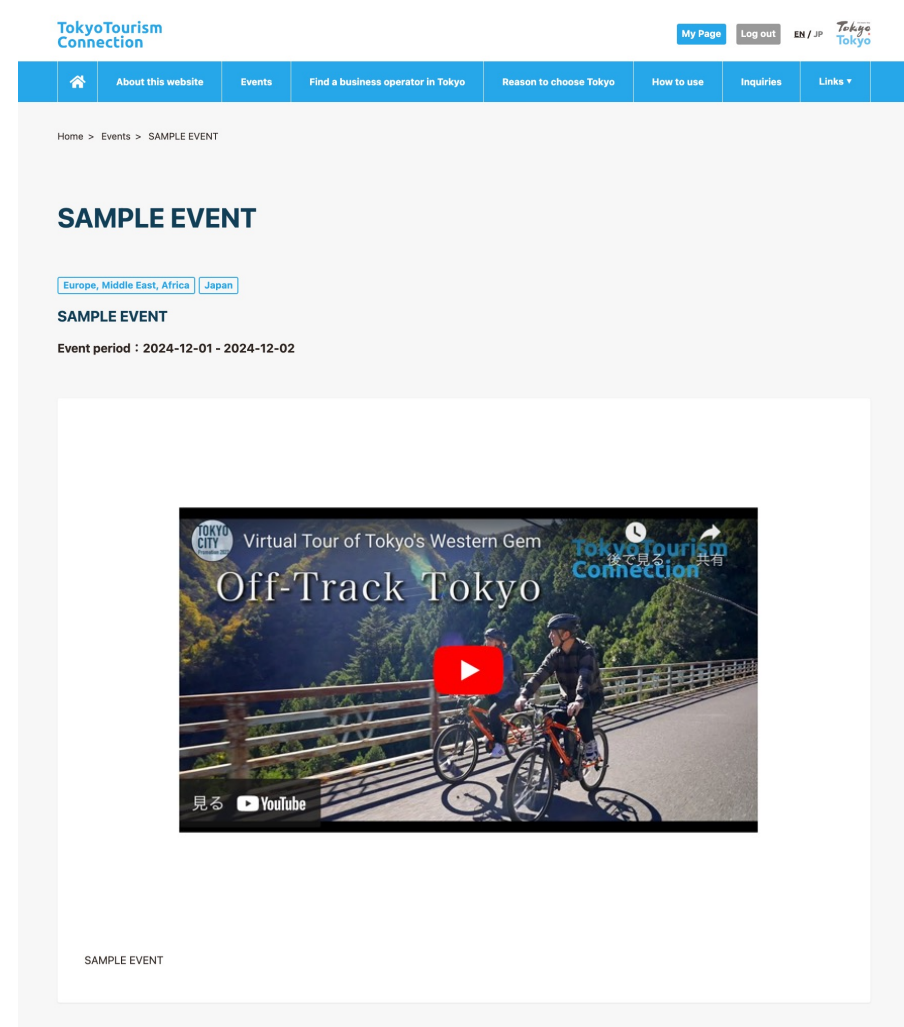 TokyoTourism
Connection
My Page
Log out
EN / JP
Tokyo
Tokyo
About this website
Events
Find a business operator in Tokyo
Reason to choose Tokyo
How to use
Inquiries
Links ▼
Home > Events > SAMPLE EVENT
SAMPLE EVENT
Europe, Middle East, Africa
Japan
SAMPLE EVENT
Event period：2024-12-01 - 2024-12-02
TOKYO
CITY
Virtual Tour of Tokyo's Western Gem
TokyoTourism
Connection
後で見る
共有
Off-Track Tokyo
見る
YouTube
SAMPLE EVENT